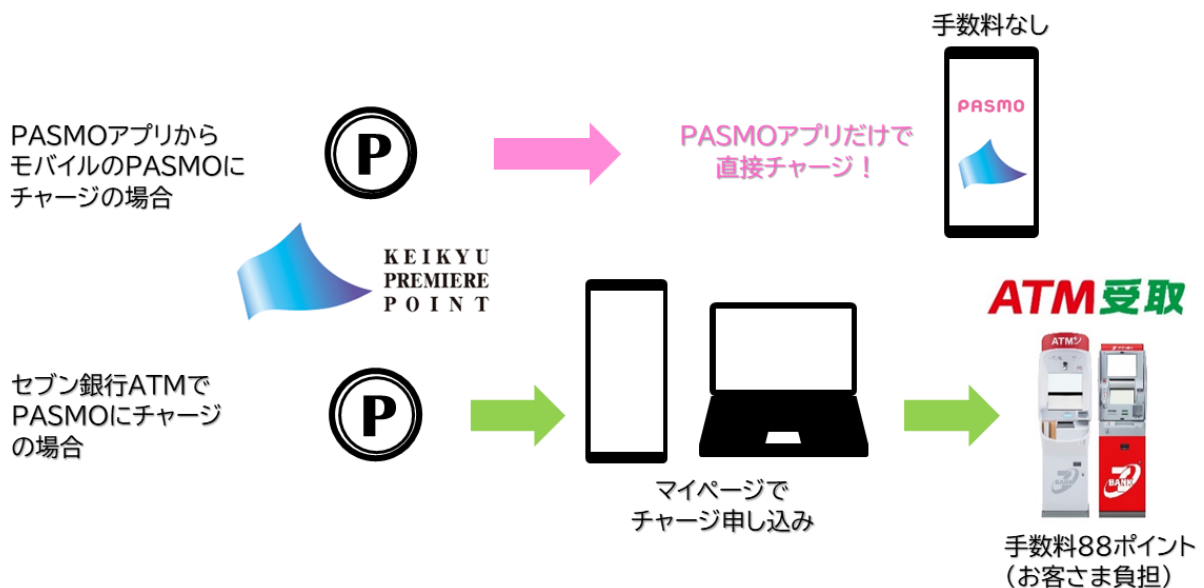 手数料なし
PASMOアプリから
モバイルのPASMOに
チャージの場合
P
PASMOアプリだけで
直接チャージ！
PASMO
KEIKYU
PREMIERE
POINT
ATM受取
セブン銀行ATMで
PASMOにチャージ
の場合
P
マイページで
チャージ申し込み
ATM
BANK
手数料88ポイント
（お客さま負担）